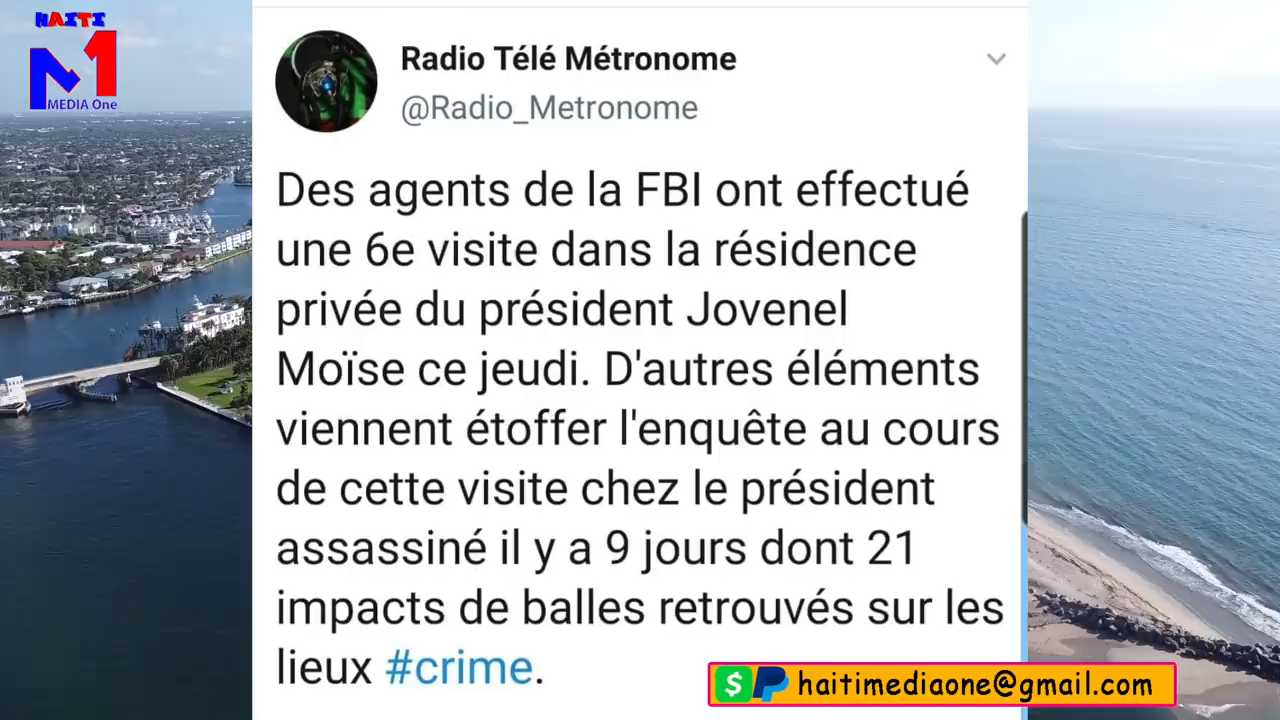 HAITI
M1
MEDIA One
Radio Télé Métronome
@Radio_Metronome
Des agents de la FBI ont effectué
une 6e visite dans la résidence
privée du président Jovenel
Moïse ce jeudi. D'autres éléments
viennent étoffer l'enquête au cours
de cette visite chez le président
assassiné il y a 9 jours dont 21
impacts de balles retrouvés sur les
lieux #crime.
$ P haitimediaone@gmail.com